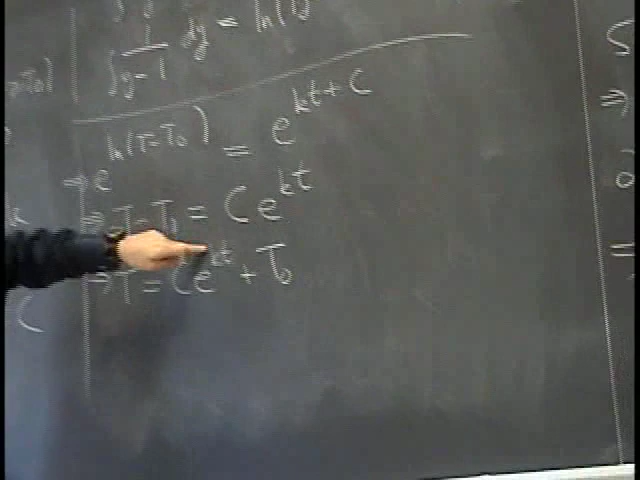 ∫ 1/(y-1) dy = ln(y
⇒ e^{ln(T-T₀)} = e^{kt+C}
⇒ T-T₀ = Ce^{kt}
⇒ T = Ce^{kt} + T₀
C